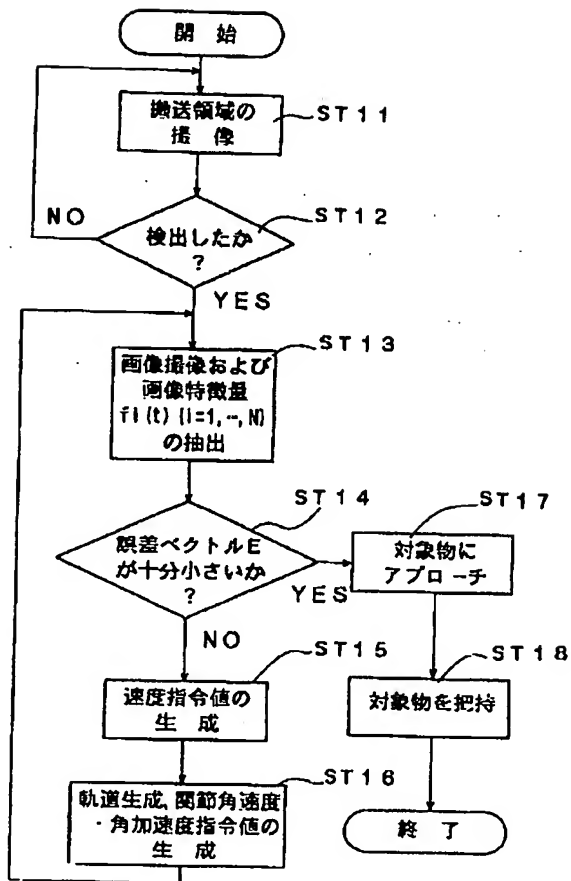 開 始
搬送領域の
撮 像
ST11
NO
検出したか
?
ST12
YES
画像撮像および
画像特徴量
fi(t) (i=1,…,N)
の抽出
ST13
誤差ベクトルE
が十分小さいか
?
ST14
YES
対象物に
アプローチ
ST17
NO
速度指令値の
生 成
ST15
対象物を把持
ST18
軌道生成、関節角速度
・角加速度指令値の
生 成
ST16
終 了